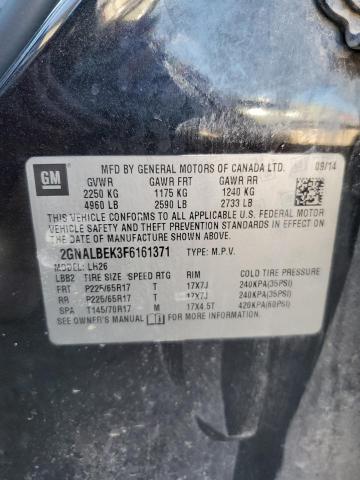 GM
MFD BY GENERAL MOTORS OF CANADA LTD. 09/14
GVWR GAWR FRT GAWR RR
2250 KG 1175 KG 1240 KG
4960 LB 2590 LB 2733 LB
THIS VEHICLE CONFORMS TO ALL APPLICABLE U.S. FEDERAL
MOTOR VEHICLE SAFETY, BUMPER, AND THEFT PREVENTION STANDARDS
IN EFFECT ON THE DATE OF MANUFACTURE SHOWN ABOVE.
2GNALBEK3F6161371 TYPE: M.P.V.
MODEL: LH26
LBB2 TIRE SIZE SPEED RTG RIM COLD TIRE PRESSURE
FRT P225/65R17 T 17X7J 240KPA(35PSI)
RR P225/65R17 T 17X7J 240KPA(35PSI)
SPA T145/70R17 M 17X4.5T 420KPA(60PSI)
SEE OWNER'S MANUAL FOR MORE INFORMATION.